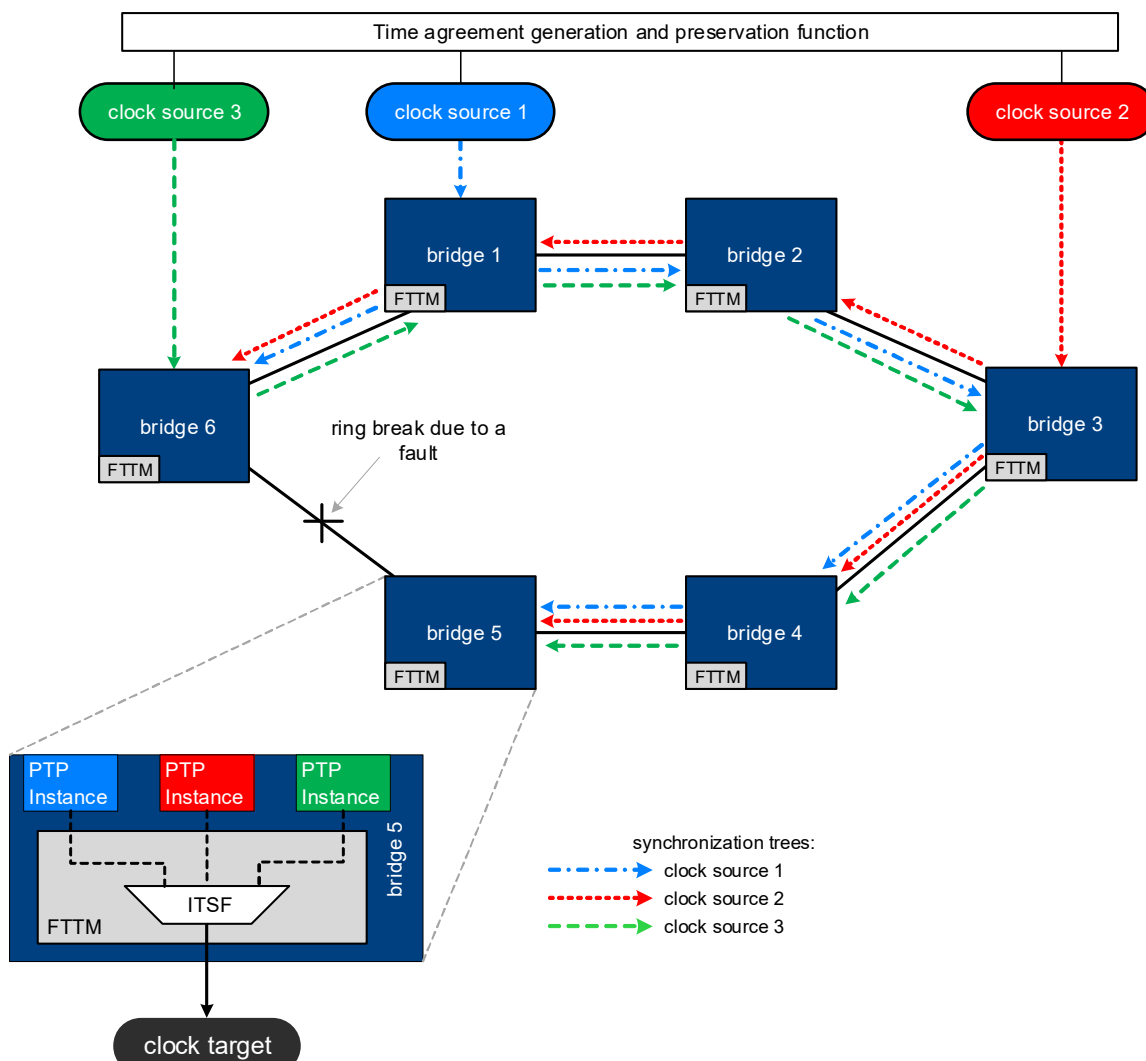 Time agreement generation and preservation function
clock source 3
clock source 1
clock source 2
bridge 1
FTTM
bridge 2
FTTM
bridge 6
FTTM
bridge 3
FTTM
ring break due to a
fault
bridge 5
FTTM
bridge 4
FTTM
PTP
Instance
PTP
Instance
PTP
Instance
bridge 5
ITSF
FTTM
synchronization trees:
clock source 1
clock source 2
clock source 3
clock target